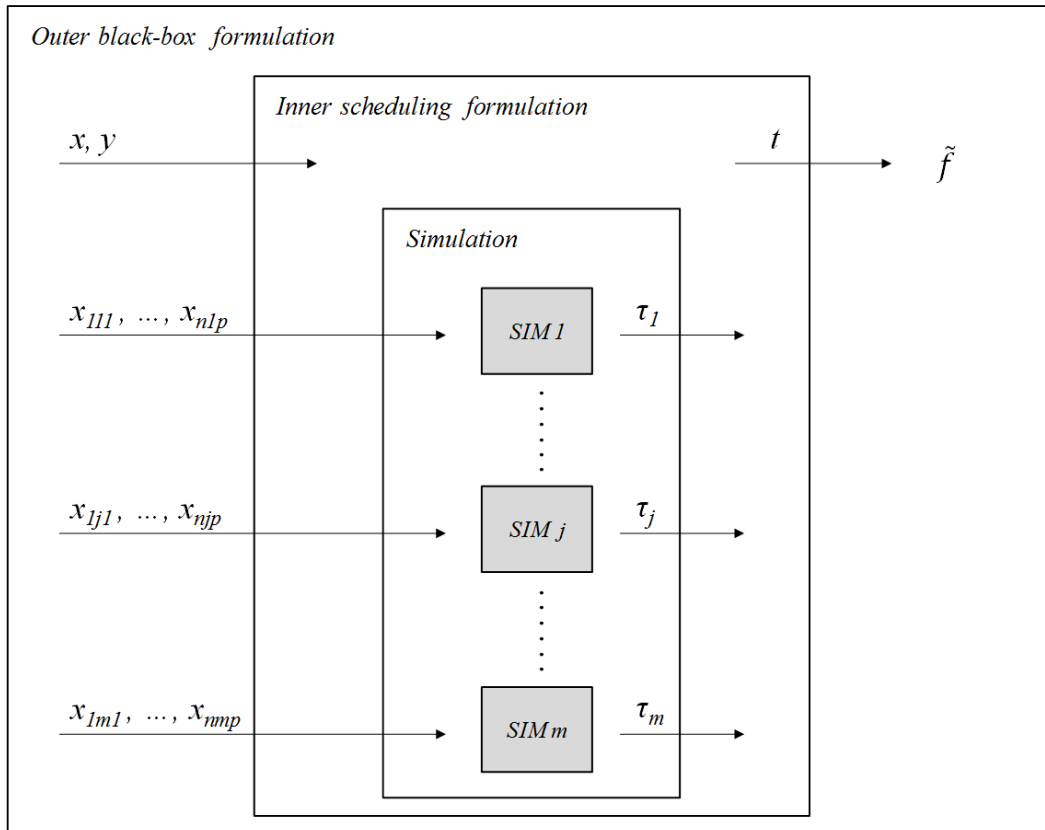 Outer black-box formulation
Inner scheduling formulation
x, y
t
f̃
Simulation
x₁₁₁, ..., xₙ₁ₚ
SIM 1
τ₁
x₁ⱼ₁, ..., xₙⱼₚ
SIM j
τⱼ
x₁ₘ₁, ..., xₙₘₚ
SIM m
τₘ